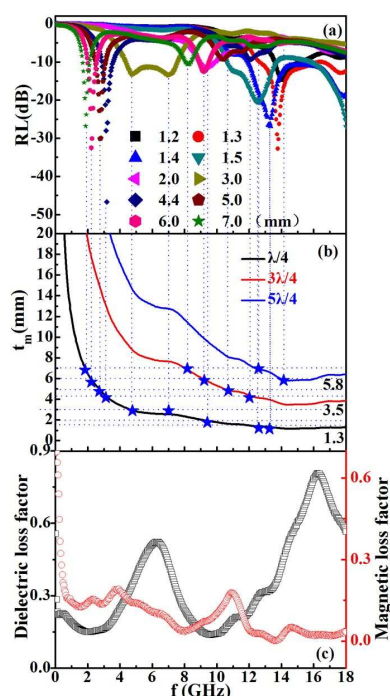 0
-10
-20
-30
-40
-50
RL(dB)
(a)
1.2 1.3
1.4 1.5
2.0 3.0
4.4 5.0
6.0 7.0 (mm)
18
16
14
12
10
8
6
4
2
0
tm(mm)
(b)
λ/4
3λ/4
5λ/4
5.8
3.5
1.3
0.9
0.6
0.3
0.0
Dielectric loss factor
0.6
0.4
0.2
0.0
Magnetic loss factor
(c)
0 2 4 6 8 10 12 14 16 18
f (GHz)